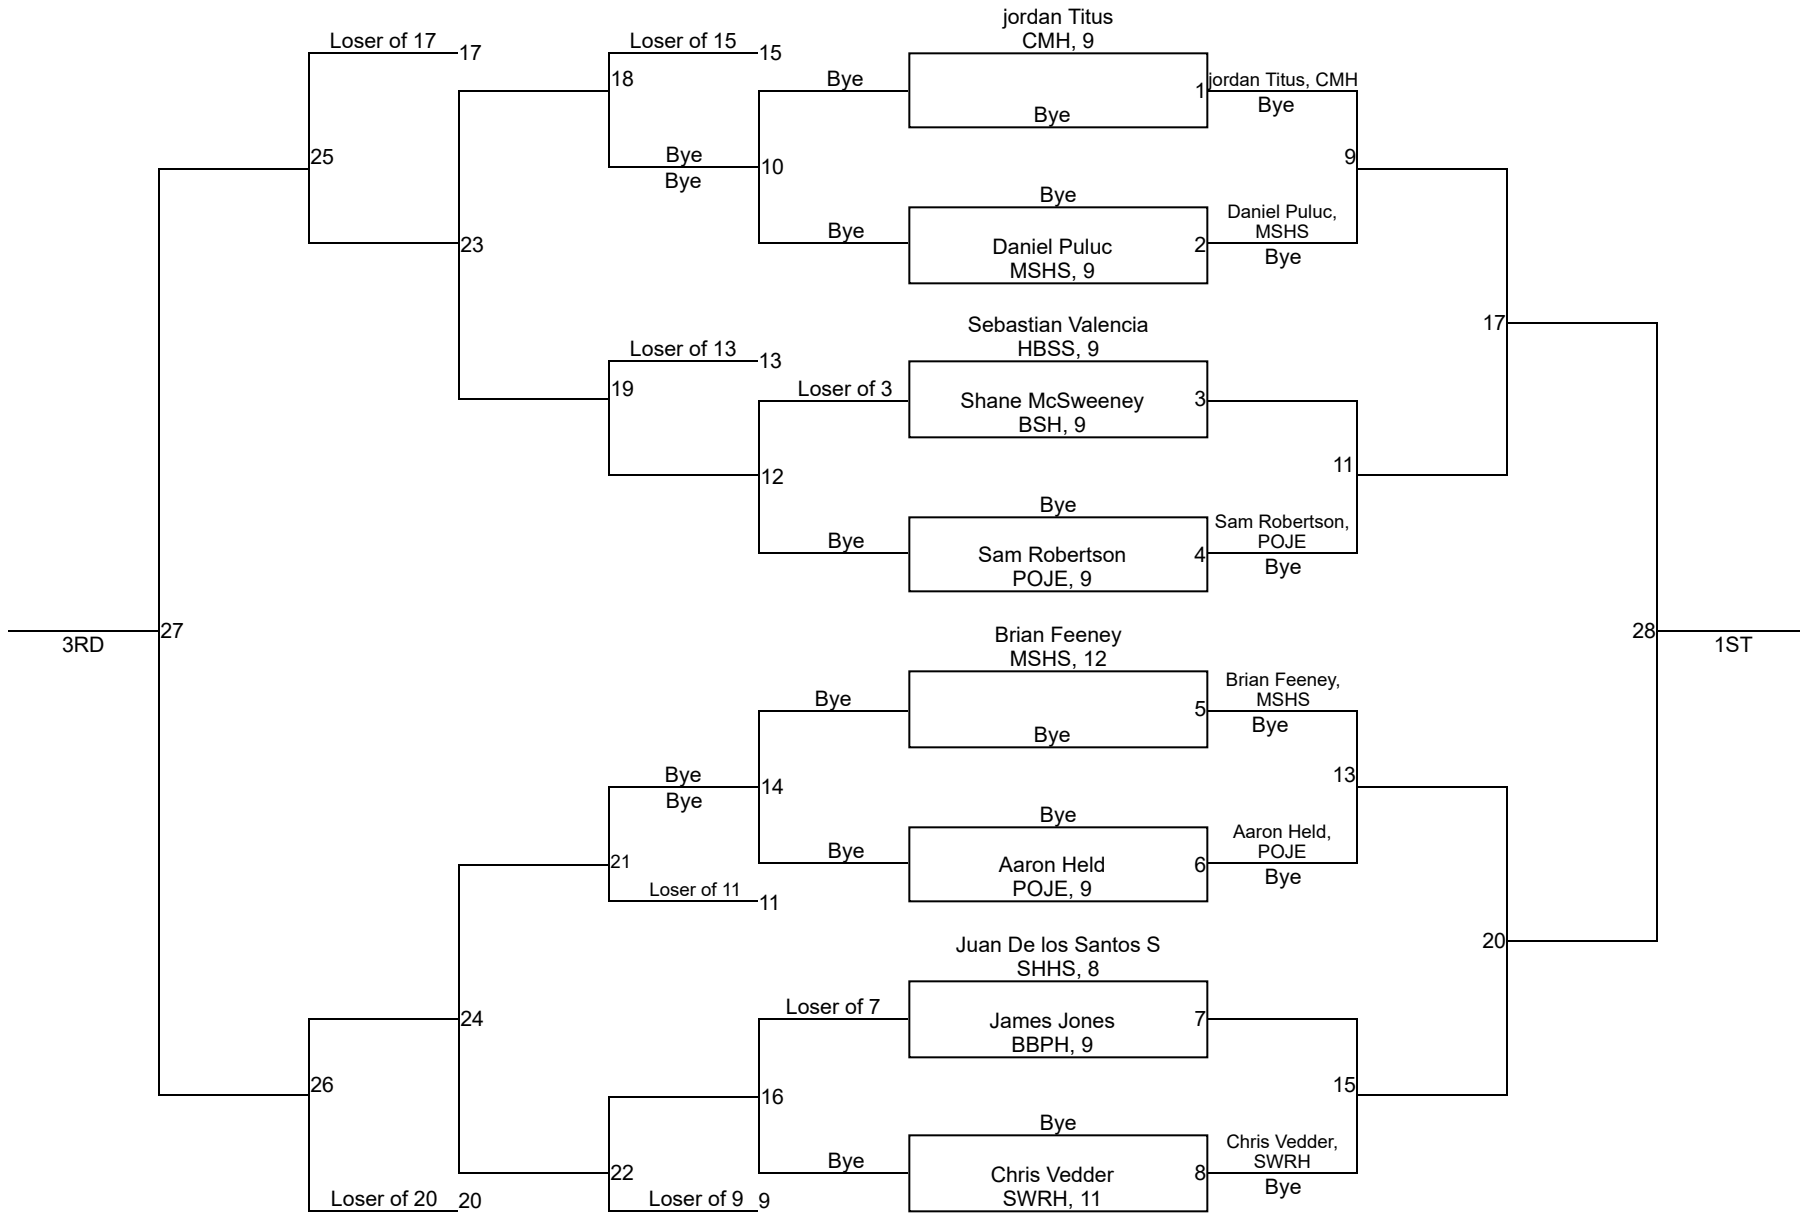 jordan Titus
Loser of 17
17
Loser of 15
15
CMH, 9
18
Bye
1
jordan Titus, CMH
Bye
Bye
25
Bye
10
9
Bye
Bye
Bye
Daniel Puluc,
MSHS
23
Daniel Puluc
2
Bye
MSHS, 9
Sebastian Valencia
17
Loser of 13
13
HBSS, 9
19
Loser of 3
Shane McSweeney
3
BSH, 9
12
11
Bye
Sam Robertson,
POJE
Bye
Sam Robertson
4
Bye
POJE, 9
3RD
27
Brian Feeney
28
1ST
MSHS, 12
Brian Feeney,
MSHS
Bye
5
Bye
Bye
Bye
14
13
Bye
Bye
Aaron Held,
POJE
21
Bye
Aaron Held
6
Bye
Loser of 11
11
POJE, 9
Juan De los Santos S
20
SHHS, 8
Loser of 7
24
James Jones
7
BBPH, 9
26
16
15
Bye
Chris Vedder,
SWRH
22
Bye
Chris Vedder
8
Bye
Loser of 20
20
Loser of 9
9
SWRH, 11